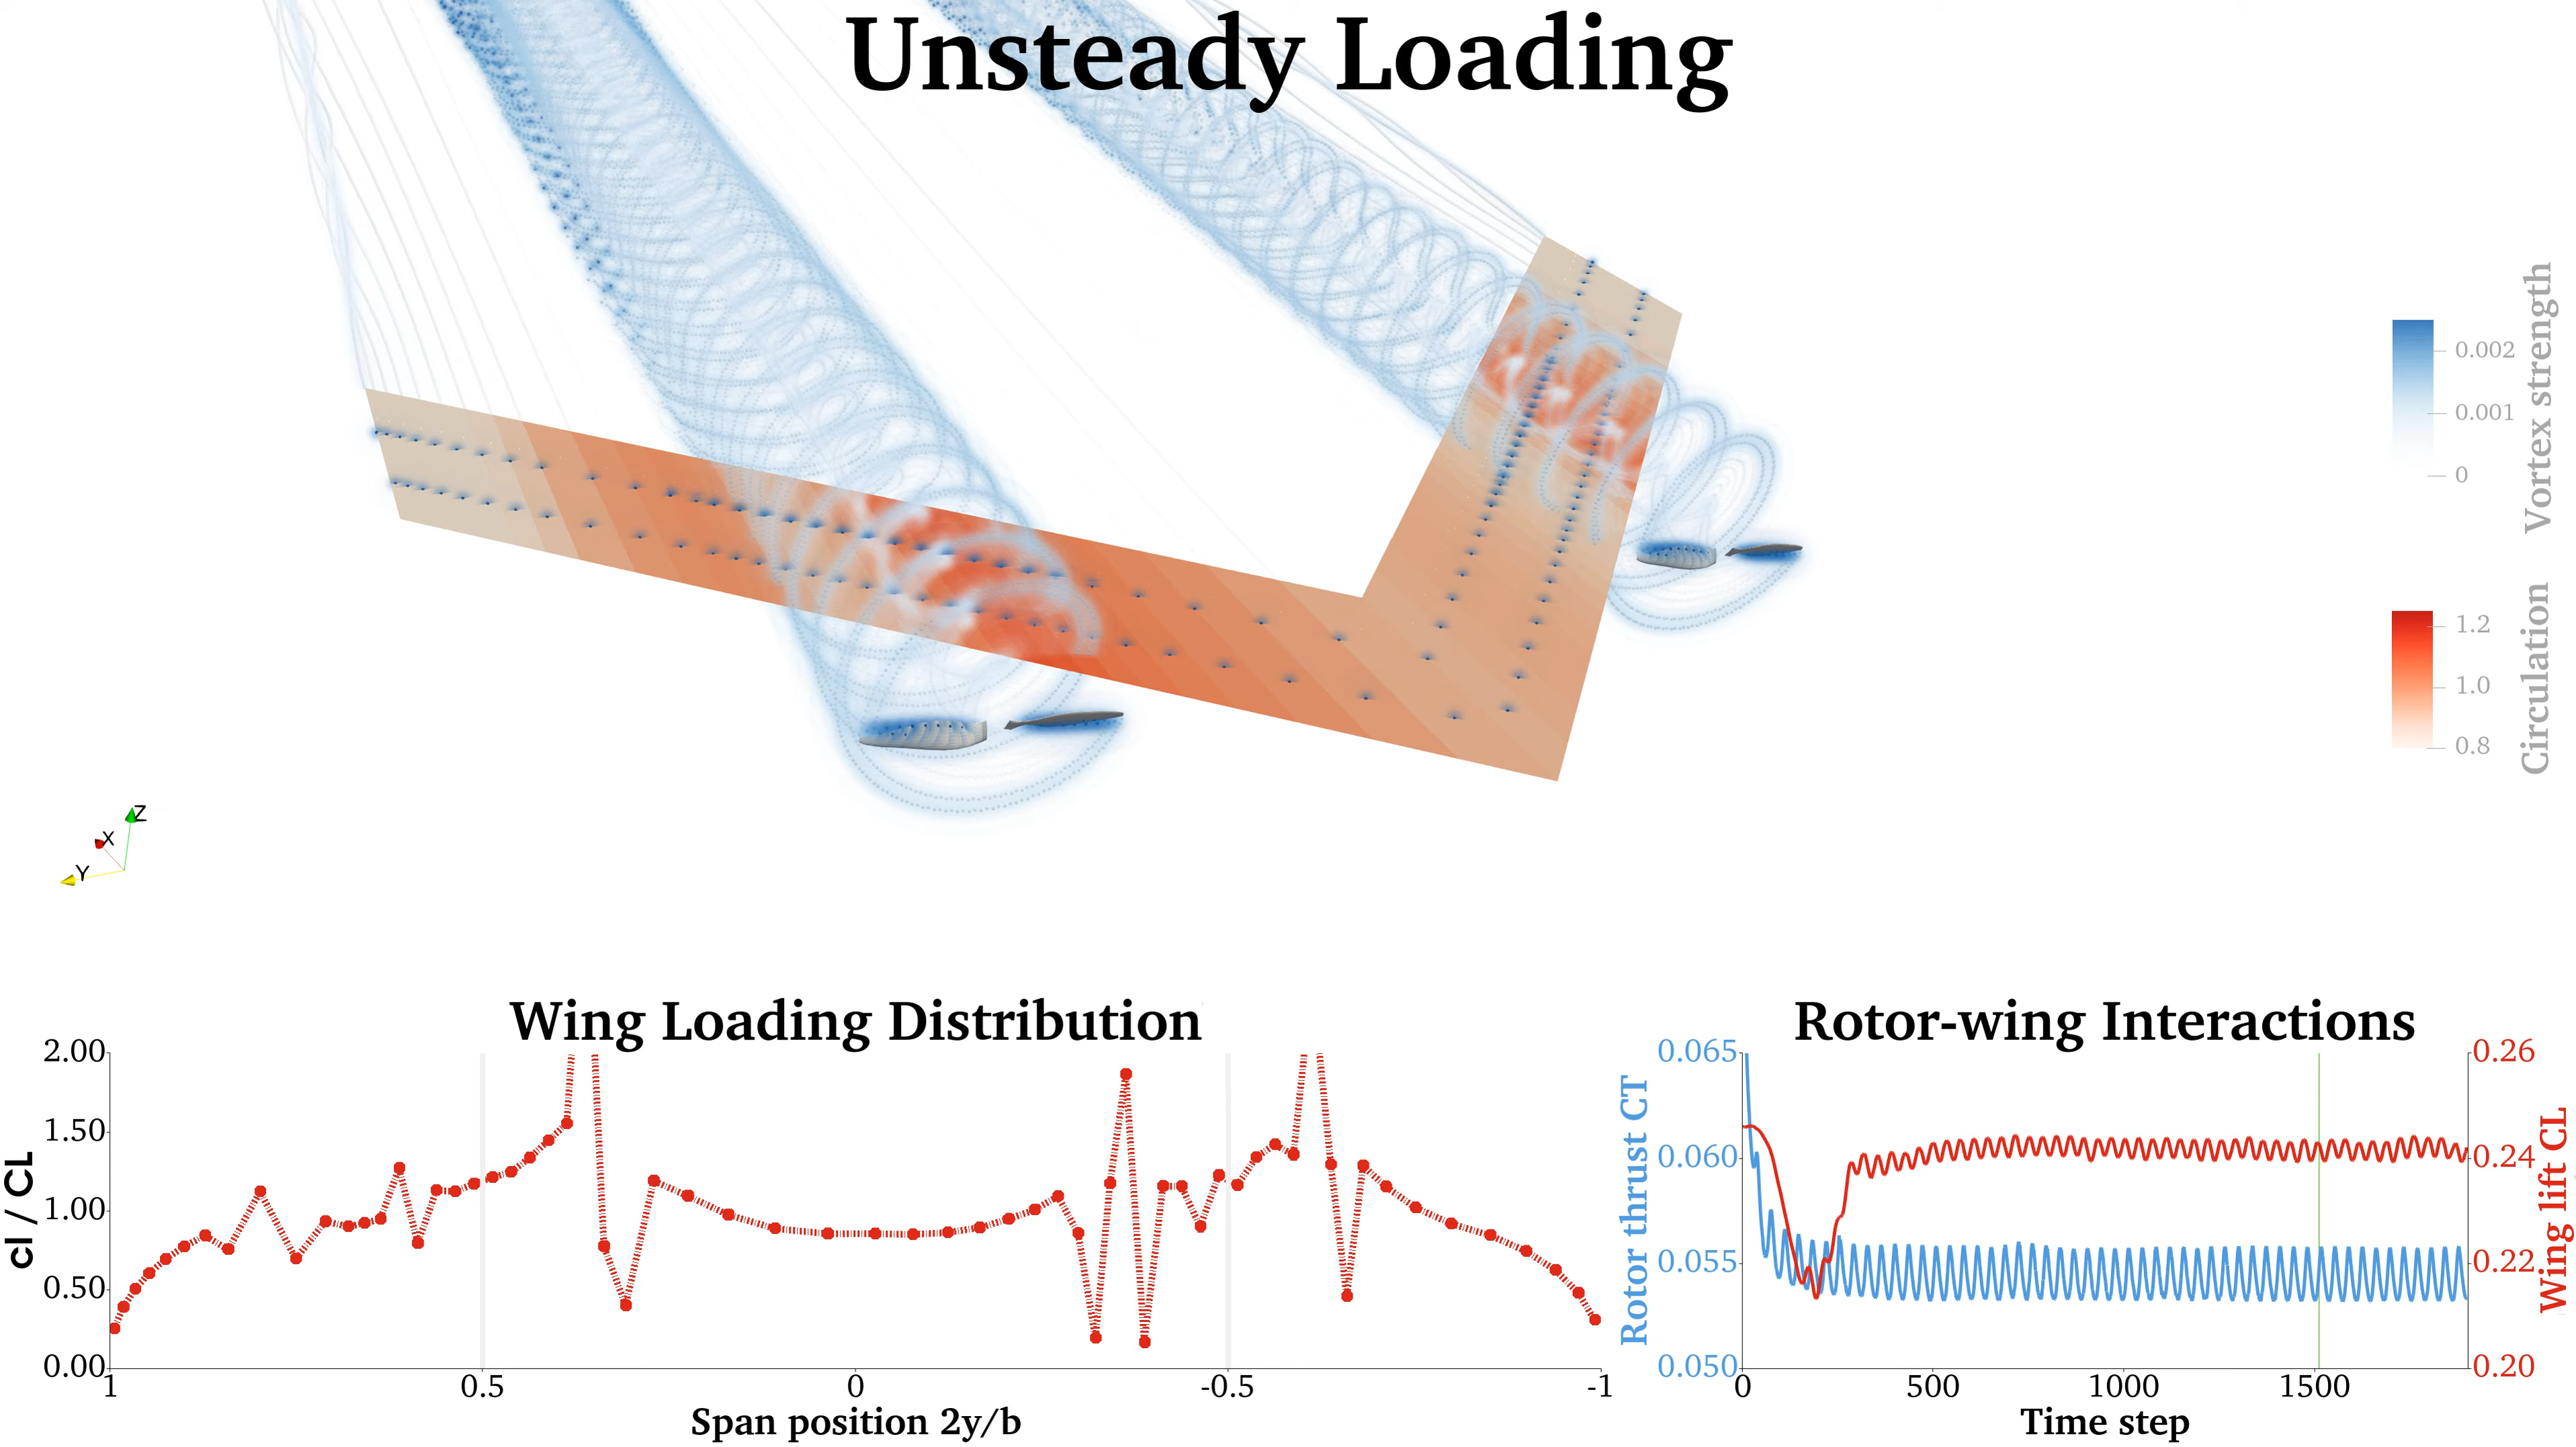 Unsteady Loading
0.002
0.001
0
Vortex strength
1.2
1.0
0.8
Circulation
Z
X
Y
Wing Loading Distribution
2.00
1.50
1.00
0.50
0.00
cl / CL
1
0.5
0
-0.5
-1
Span position 2y/b
Rotor-wing Interactions
0.065
0.060
0.055
0.050
Rotor thrust CT
0.26
0.24
0.22
0.20
Wing lift CL
0
500
1000
1500
Time step